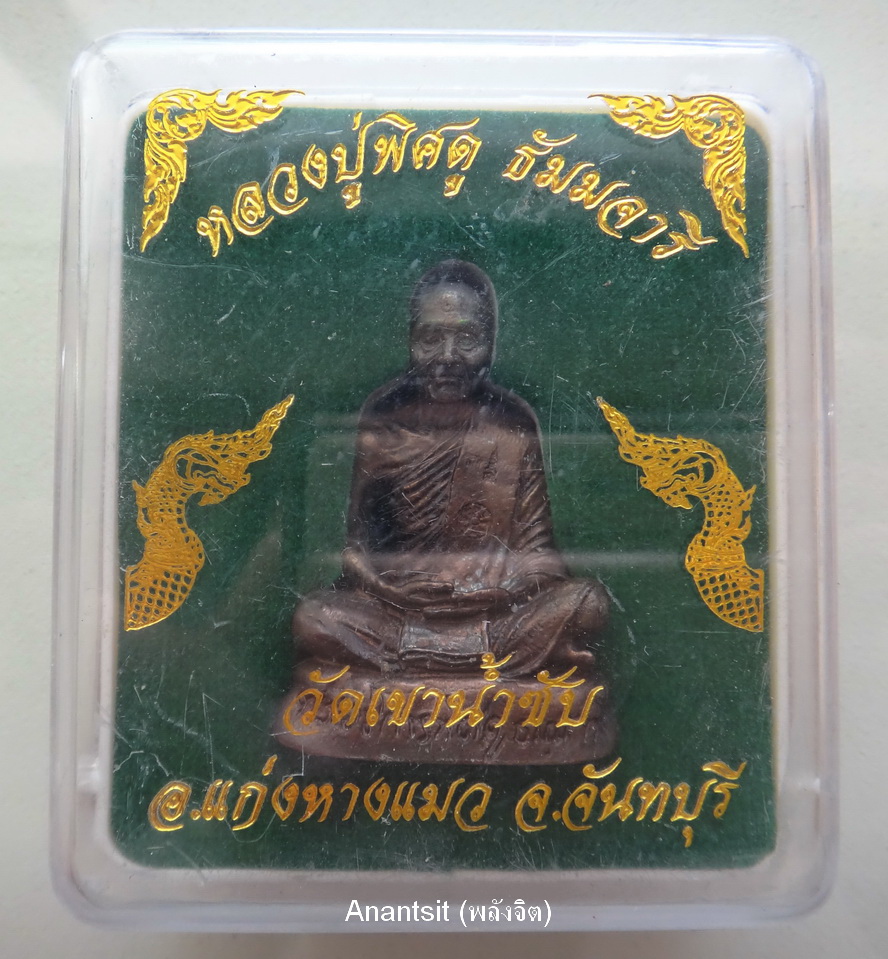 หลวงปู่พิศดู ธัมมจารี
วัดเขาน้ำซับ
อ.แก่งหางแมว จ.จันทบุรี
Anantsit (พลังจิต)